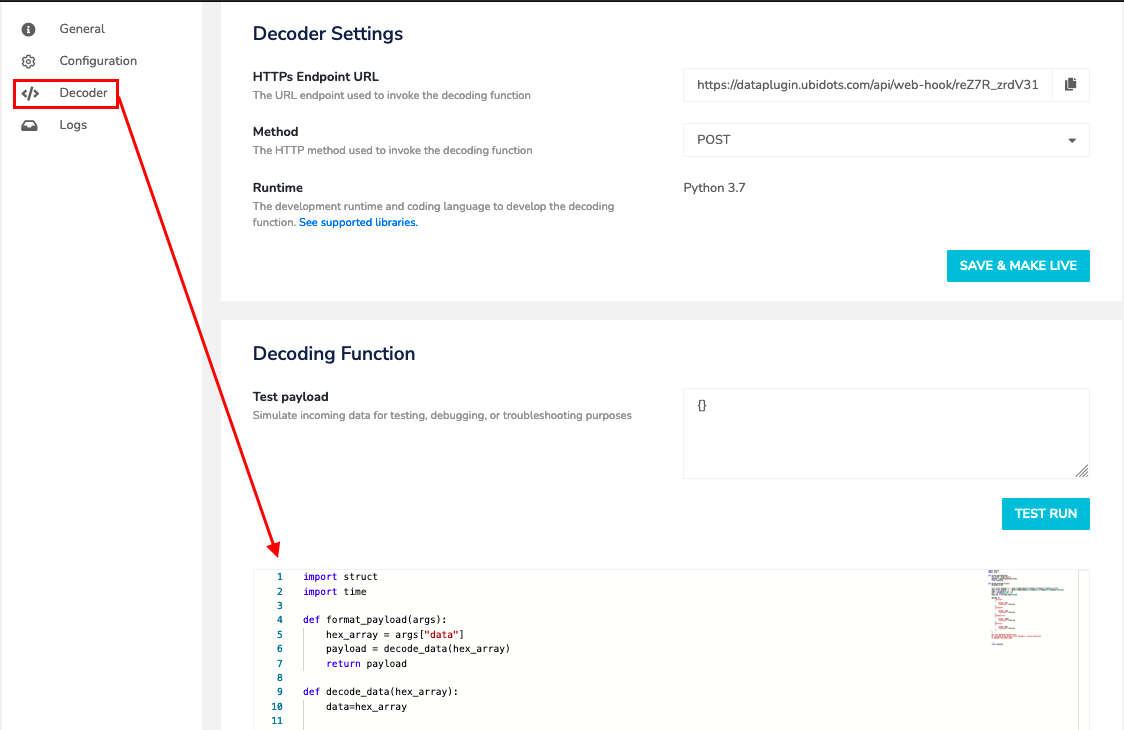 General
Configuration
Decoder
Logs
Decoder Settings
HTTPs Endpoint URL
The URL endpoint used to invoke the decoding function
https://dataplugin.ubidots.com/api/web-hook/reZ7R_zrdV31
Method
The HTTP method used to invoke the decoding function
POST
Runtime
The development runtime and coding language to develop the decoding
function. See supported libraries.
Python 3.7
SAVE & MAKE LIVE
Decoding Function
Test payload
Simulate incoming data for testing, debugging, or troubleshooting purposes
{}
TEST RUN
1 import struct
2 import time
3
4 def format_payload(args):
5     hex_array = args["data"]
6     payload = decode_data(hex_array)
7     return payload
8
9 def decode_data(hex_array):
10     data=hex_array
11